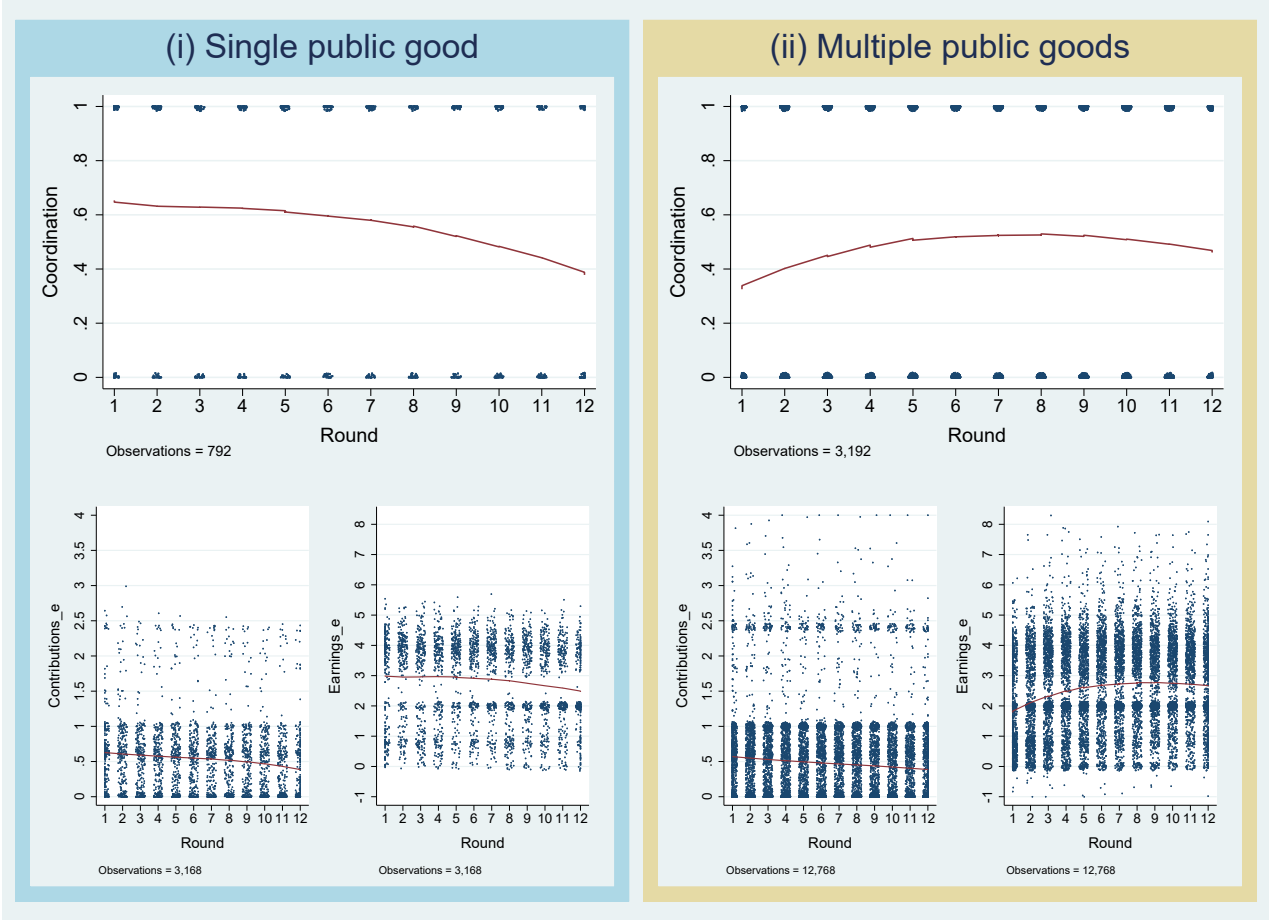 (i) Single public good
Coordination
1
.8
.6
.4
.2
0
1 2 3 4 5 6 7 8 9 10 11 12
Round
Observations = 792
Contributions_e
4
3.5
3
2.5
2
1.5
1
.5
0
1 2 3 4 5 6 7 8 9 10 11 12
Round
Observations = 3,168
Earnings_e
8
7
6
5
4
3
2
1
0
-1
1 2 3 4 5 6 7 8 9 10 11 12
Round
Observations = 3,168
(ii) Multiple public goods
Coordination
1
.8
.6
.4
.2
0
1 2 3 4 5 6 7 8 9 10 11 12
Round
Observations = 3,192
Contributions_e
4
3.5
3
2.5
2
1.5
1
.5
0
1 2 3 4 5 6 7 8 9 10 11 12
Round
Observations = 12,768
Earnings_e
8
7
6
5
4
3
2
1
0
-1
1 2 3 4 5 6 7 8 9 10 11 12
Round
Observations = 12,768